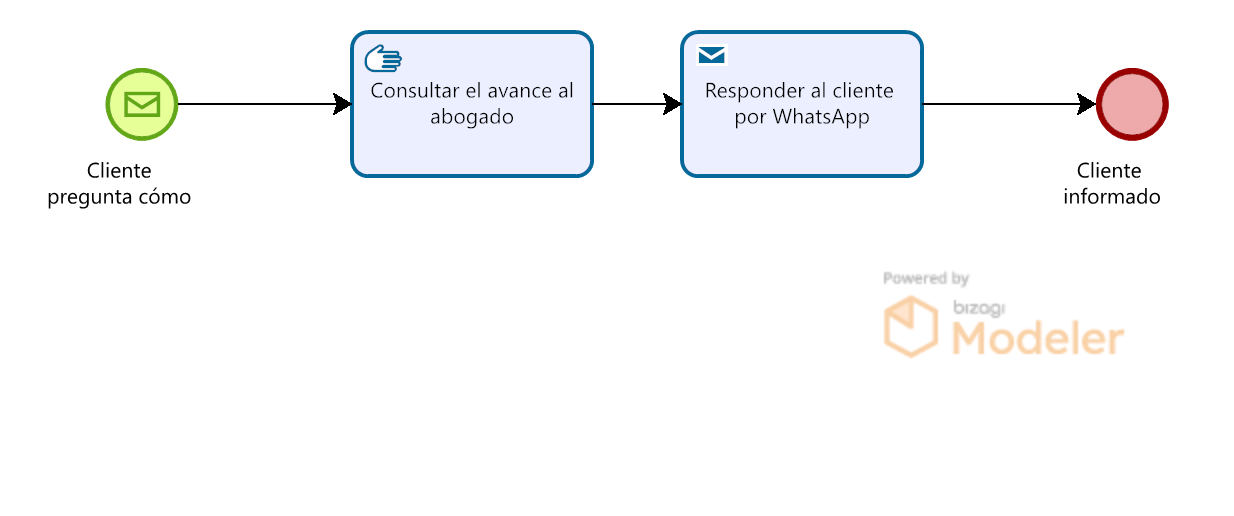 Consultar el avance al
abogado
Responder al cliente
por WhatsApp
Cliente
pregunta cómo
Cliente
informado
Powered by
bizagi
Modeler